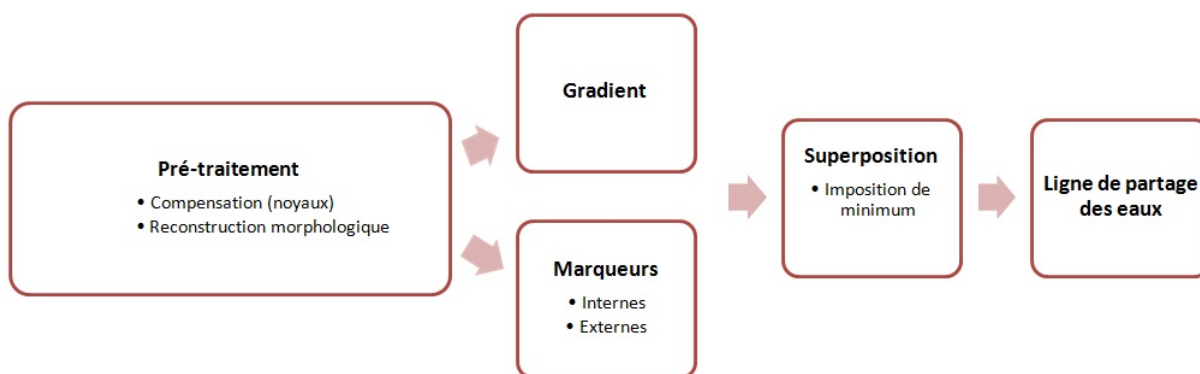 Pré-traitement
• Compensation (noyaux)
• Reconstruction morphologique
Gradient
Marqueurs
• Internes
• Externes
Superposition
• Imposition de
minimum
Ligne de partage
des eaux